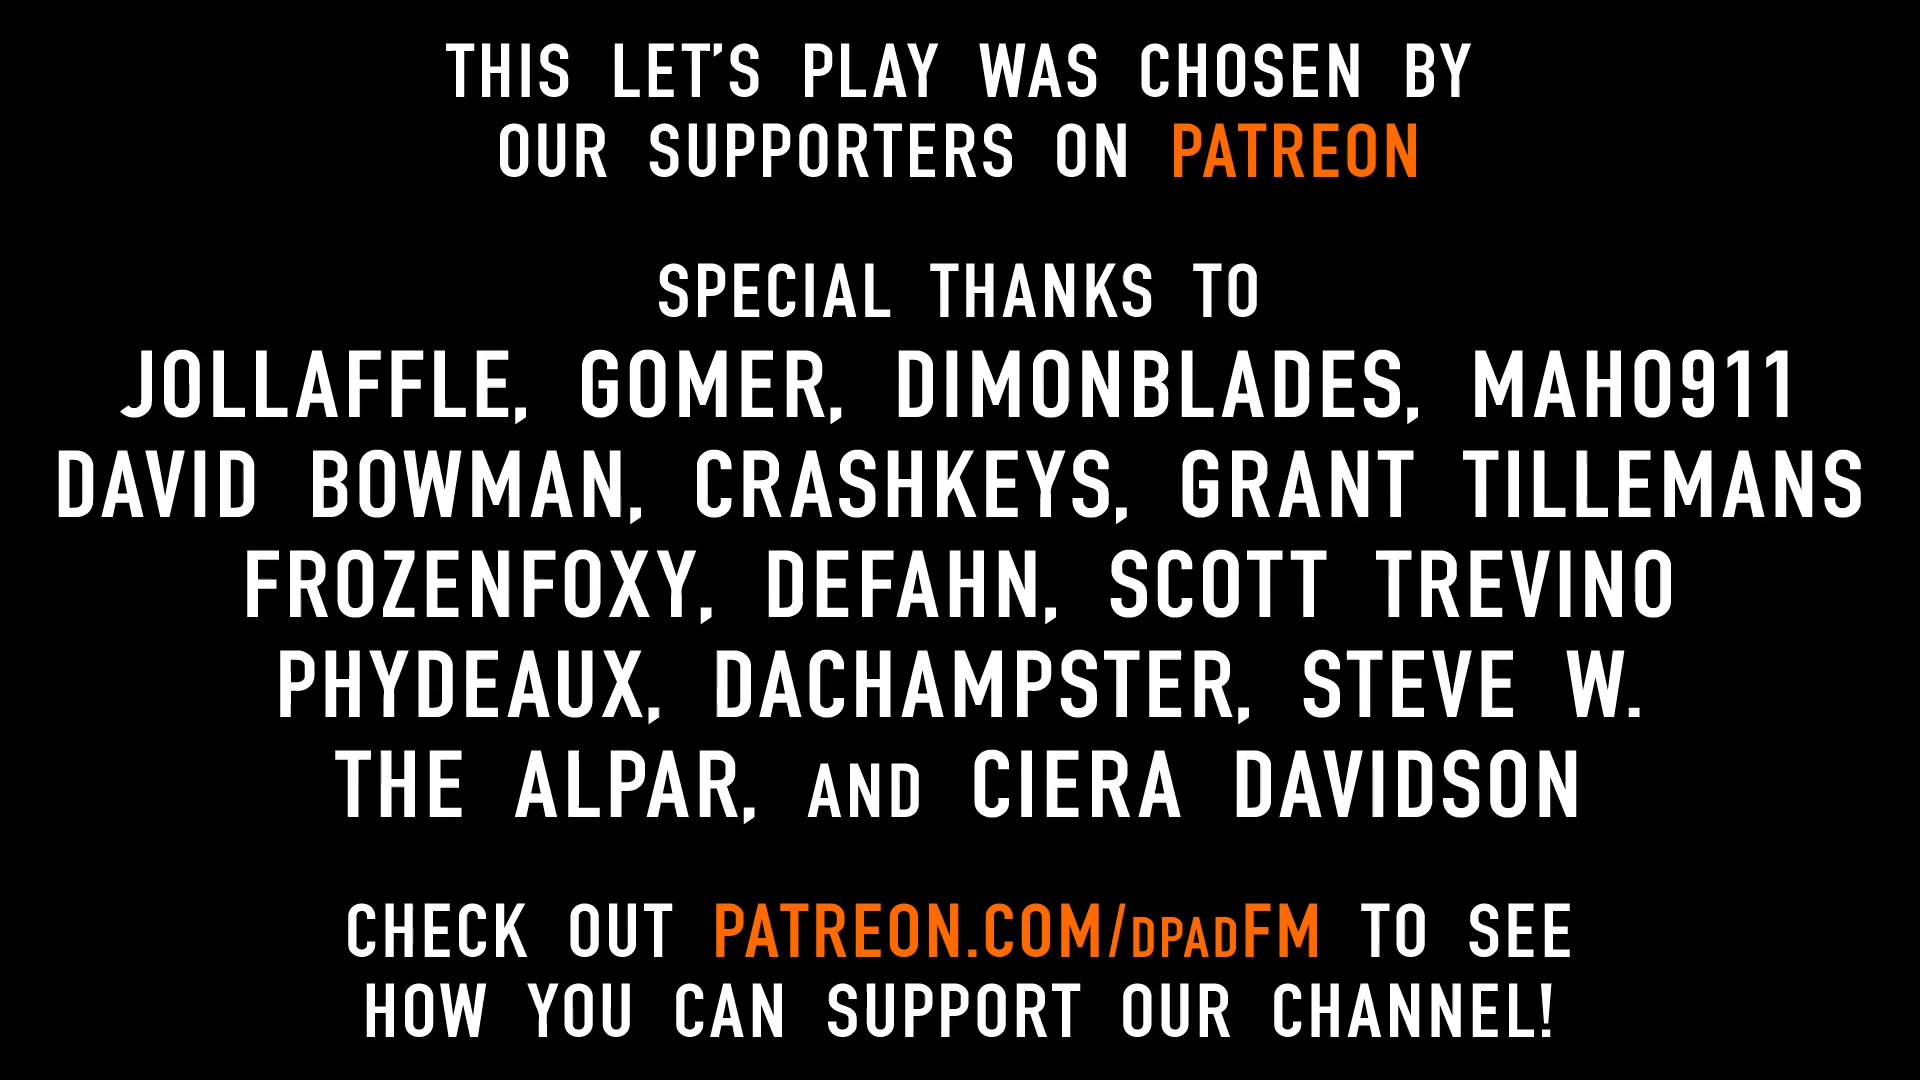 THIS LET'S PLAY WAS CHOSEN BY
OUR SUPPORTERS ON PATREON
SPECIAL THANKS TO
JOLLAFFLE, GOMER, DIMONBLADES, MAHO911
DAVID BOWMAN, CRASHKEYS, GRANT TILLEMANS
FROZENFOXY, DEFAHN, SCOTT TREVINO
PHYDEAUX, DACHAMPSTER, STEVE W.
THE ALPAR, AND CIERA DAVIDSON
CHECK OUT PATREON.COM/DPADFM TO SEE
HOW YOU CAN SUPPORT OUR CHANNEL!